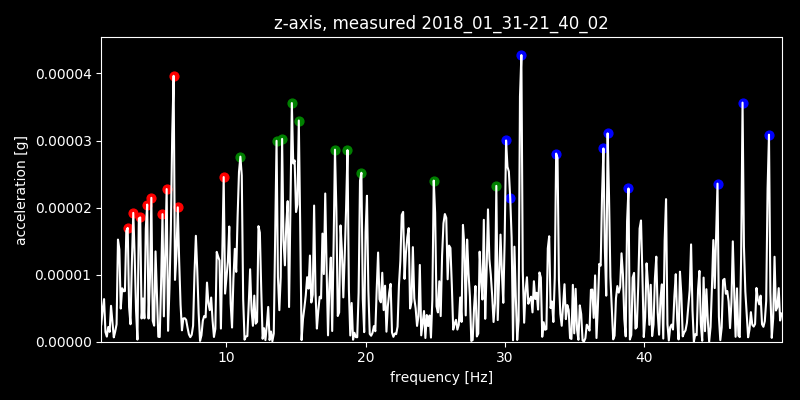 z-axis, measured 2018_01_31-21_40_02
0.00004
0.00003
0.00002
0.00001
0.00000
acceleration [g]
10 20 30 40
frequency [Hz]